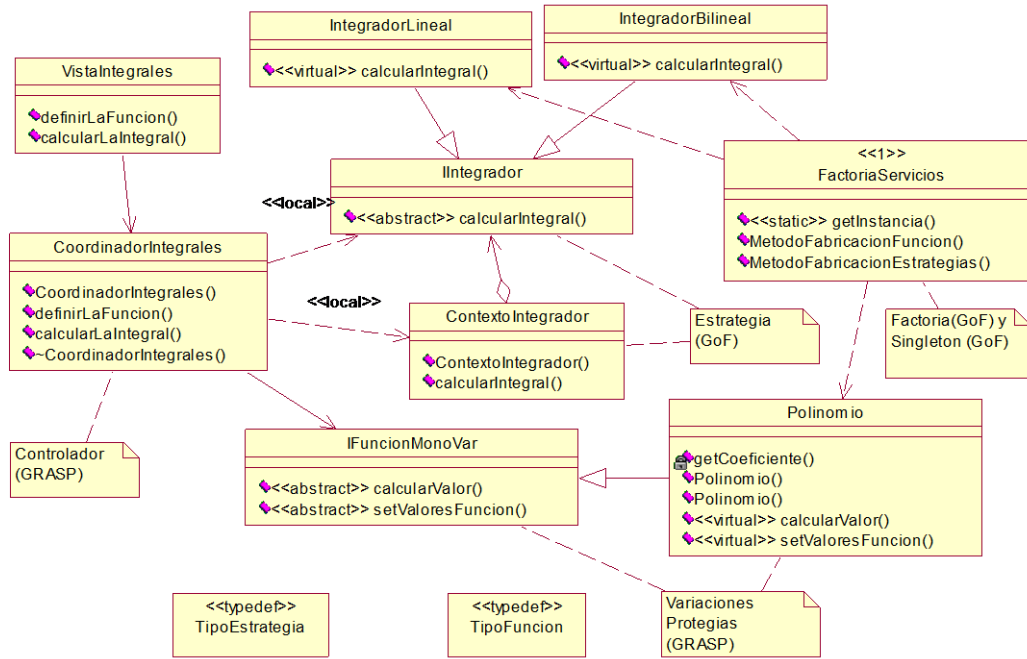 IntegradorLineal
<<virtual>> calcularIntegral()
IntegradorBilineal
<<virtual>> calcularIntegral()
VistaIntegrales
definirLaFuncion()
calcularLaIntegral()
IIntegrador
<<abstract>> calcularIntegral()
<<1>>
FactoriaServicios
<<static>> getInstancia()
MetodoFabricacionFuncion()
MetodoFabricacionEstrategias()
<<local>>
CoordinadorIntegrales
CoordinadorIntegrales()
definirLaFuncion()
calcularLaIntegral()
~CoordinadorIntegrales()
<<local>>
ContextoIntegrador
ContextoIntegrador()
calcularIntegral()
Estrategia
(GoF)
Factoria(GoF) y
Singleton (GoF)
Controlador
(GRASP)
IFuncionMonoVar
<<abstract>> calcularValor()
<<abstract>> setValoresFuncion()
Polinomio
getCoeficiente()
Polinomio()
Polinomio()
<<virtual>> calcularValor()
<<virtual>> setValoresFuncion()
<<typedef>>
TipoEstrategia
<<typedef>>
TipoFuncion
Variaciones
Protegias
(GRASP)